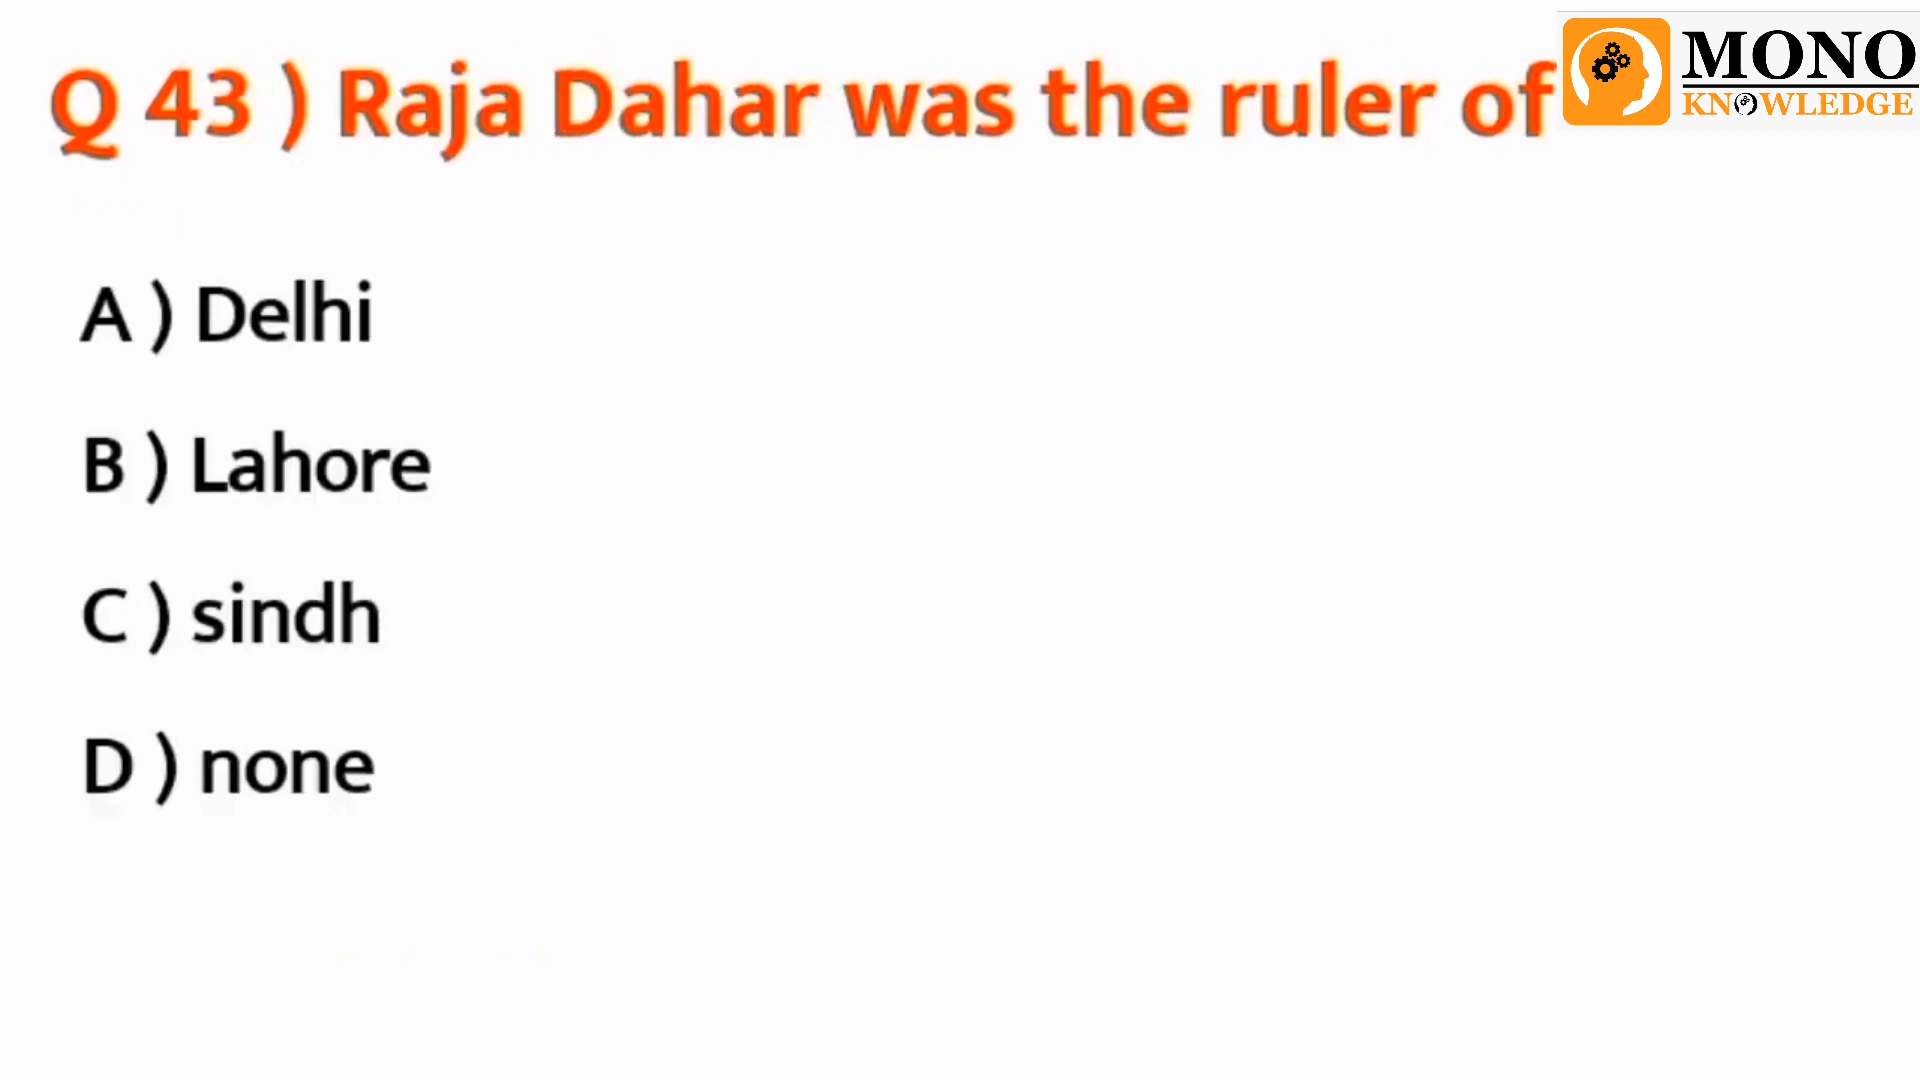 Q 43 ) Raja Dahar was the ruler of
MONO
KNOWLEDGE
A ) Delhi
B ) Lahore
C ) sindh
D ) none